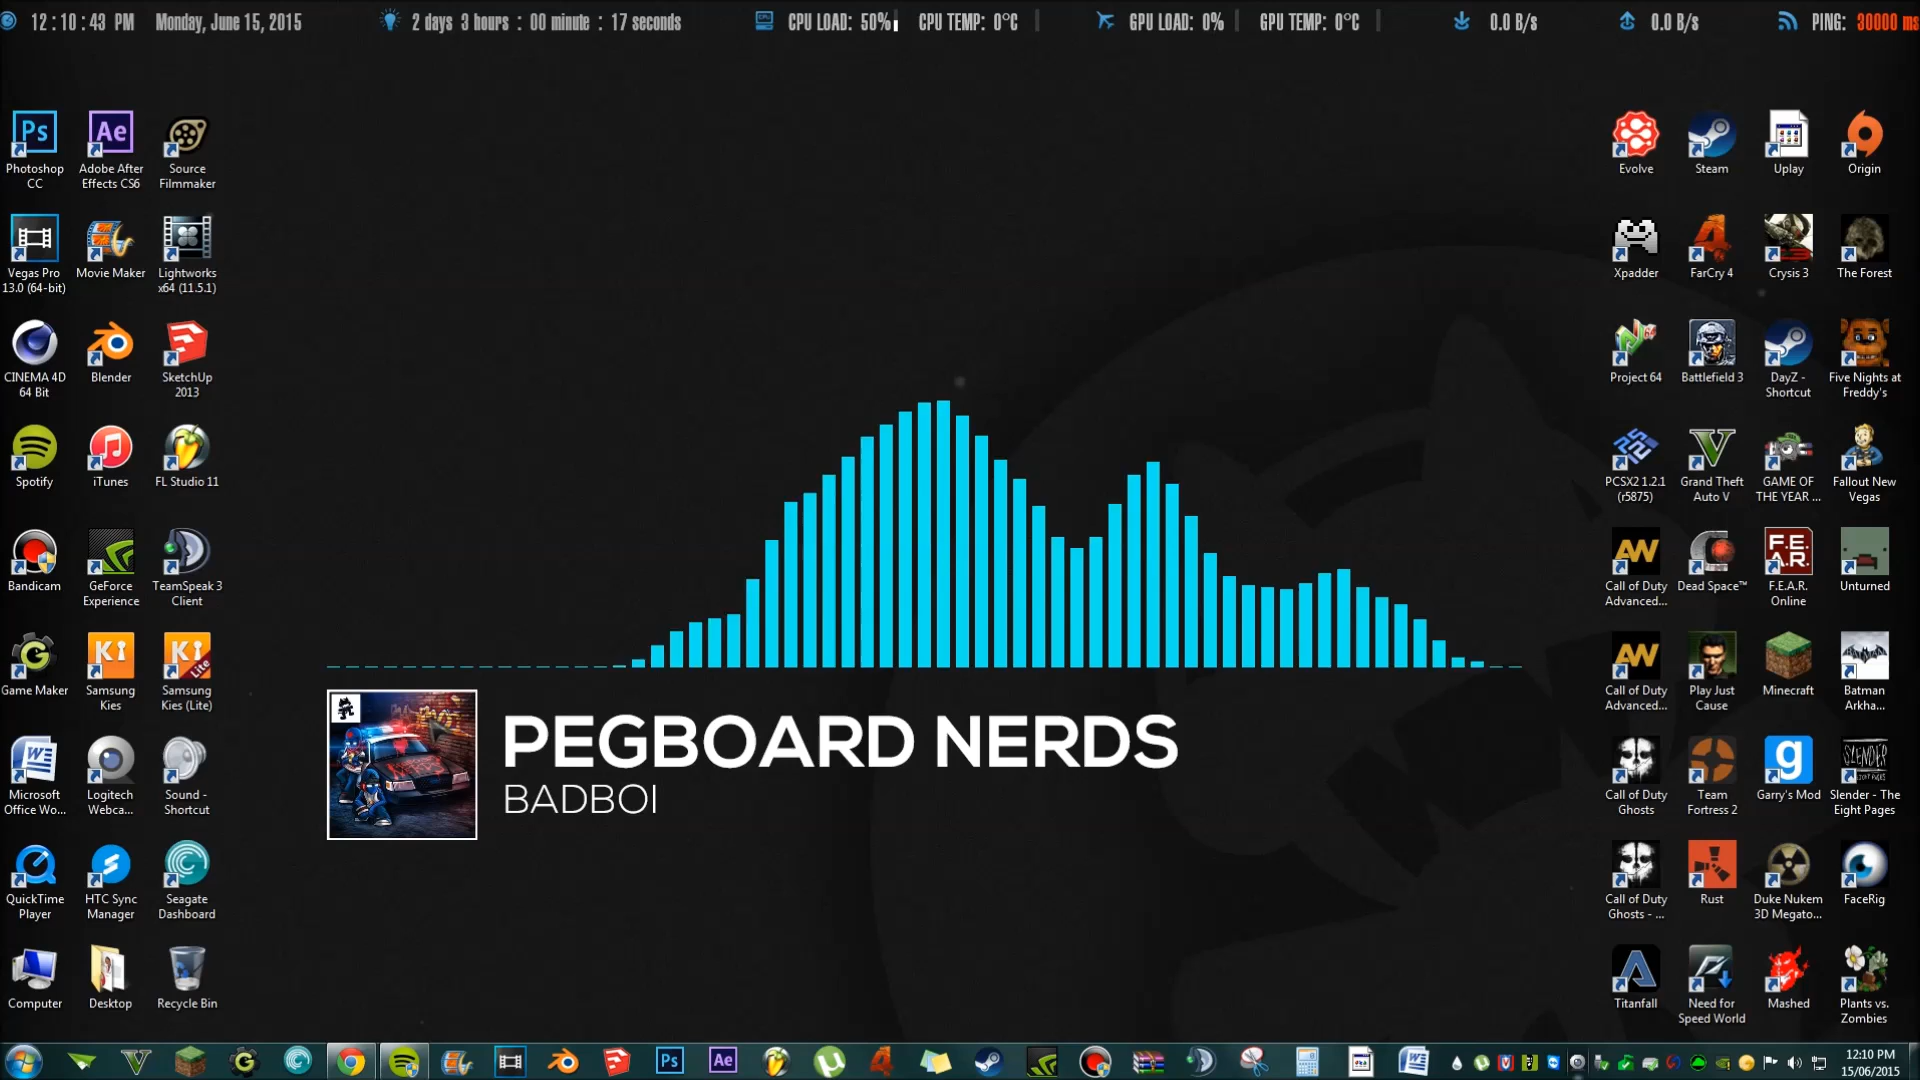 12 : 10 : 43 PM Monday, June 15, 2015 2 days 3 hours : 00 minute : 17 seconds CPU LOAD: 50% CPU TEMP: 0°C GPU LOAD: 0% GPU TEMP: 0°C 0.0 B/s 0.0 B/s PING: 30000 ms
Ps Ae
Photoshop CC
Adobe After Effects CS6
Source Filmmaker
Evolve
Steam
Uplay
Origin
Vegas Pro 13.0 (64-bit)
Movie Maker
Lightworks x64 (11.5.1)
Xpadder
FarCry 4
Crysis 3
The Forest
CINEMA 4D 64 Bit
Blender
SketchUp 2013
Project 64
Battlefield 3
DayZ - Shortcut
Five Nights at Freddy's
Spotify
iTunes
FL Studio 11
PCSX2 1.2.1 (r5875)
Grand Theft Auto V
GAME OF THE YEAR ...
Fallout New Vegas
Bandicam
GeForce Experience
TeamSpeak 3 Client
AW
F.E.A.R.
Call of Duty Advanced...
Dead Space™
F.E.A.R. Online
Unturned
Ki
Ki Lite
Game Maker
Samsung Kies
Samsung Kies (Lite)
AW
Call of Duty Advanced...
Play Just Cause
Minecraft
Batman Arkha...
PEGBOARD NERDS
BADBOI
W
Microsoft Office Wo...
Logitech Webca...
Sound - Shortcut
g
SLENDER
Call of Duty Ghosts
Team Fortress 2
Garry's Mod
Slender - The Eight Pages
QuickTime Player
HTC Sync Manager
Seagate Dashboard
Call of Duty Ghosts - ...
Rust
Duke Nukem 3D Megato...
FaceRig
Computer
Desktop
Recycle Bin
Titanfall
Need for Speed World
Mashed
Plants vs. Zombies
Ps Ae W
12:10 PM
15/06/2015